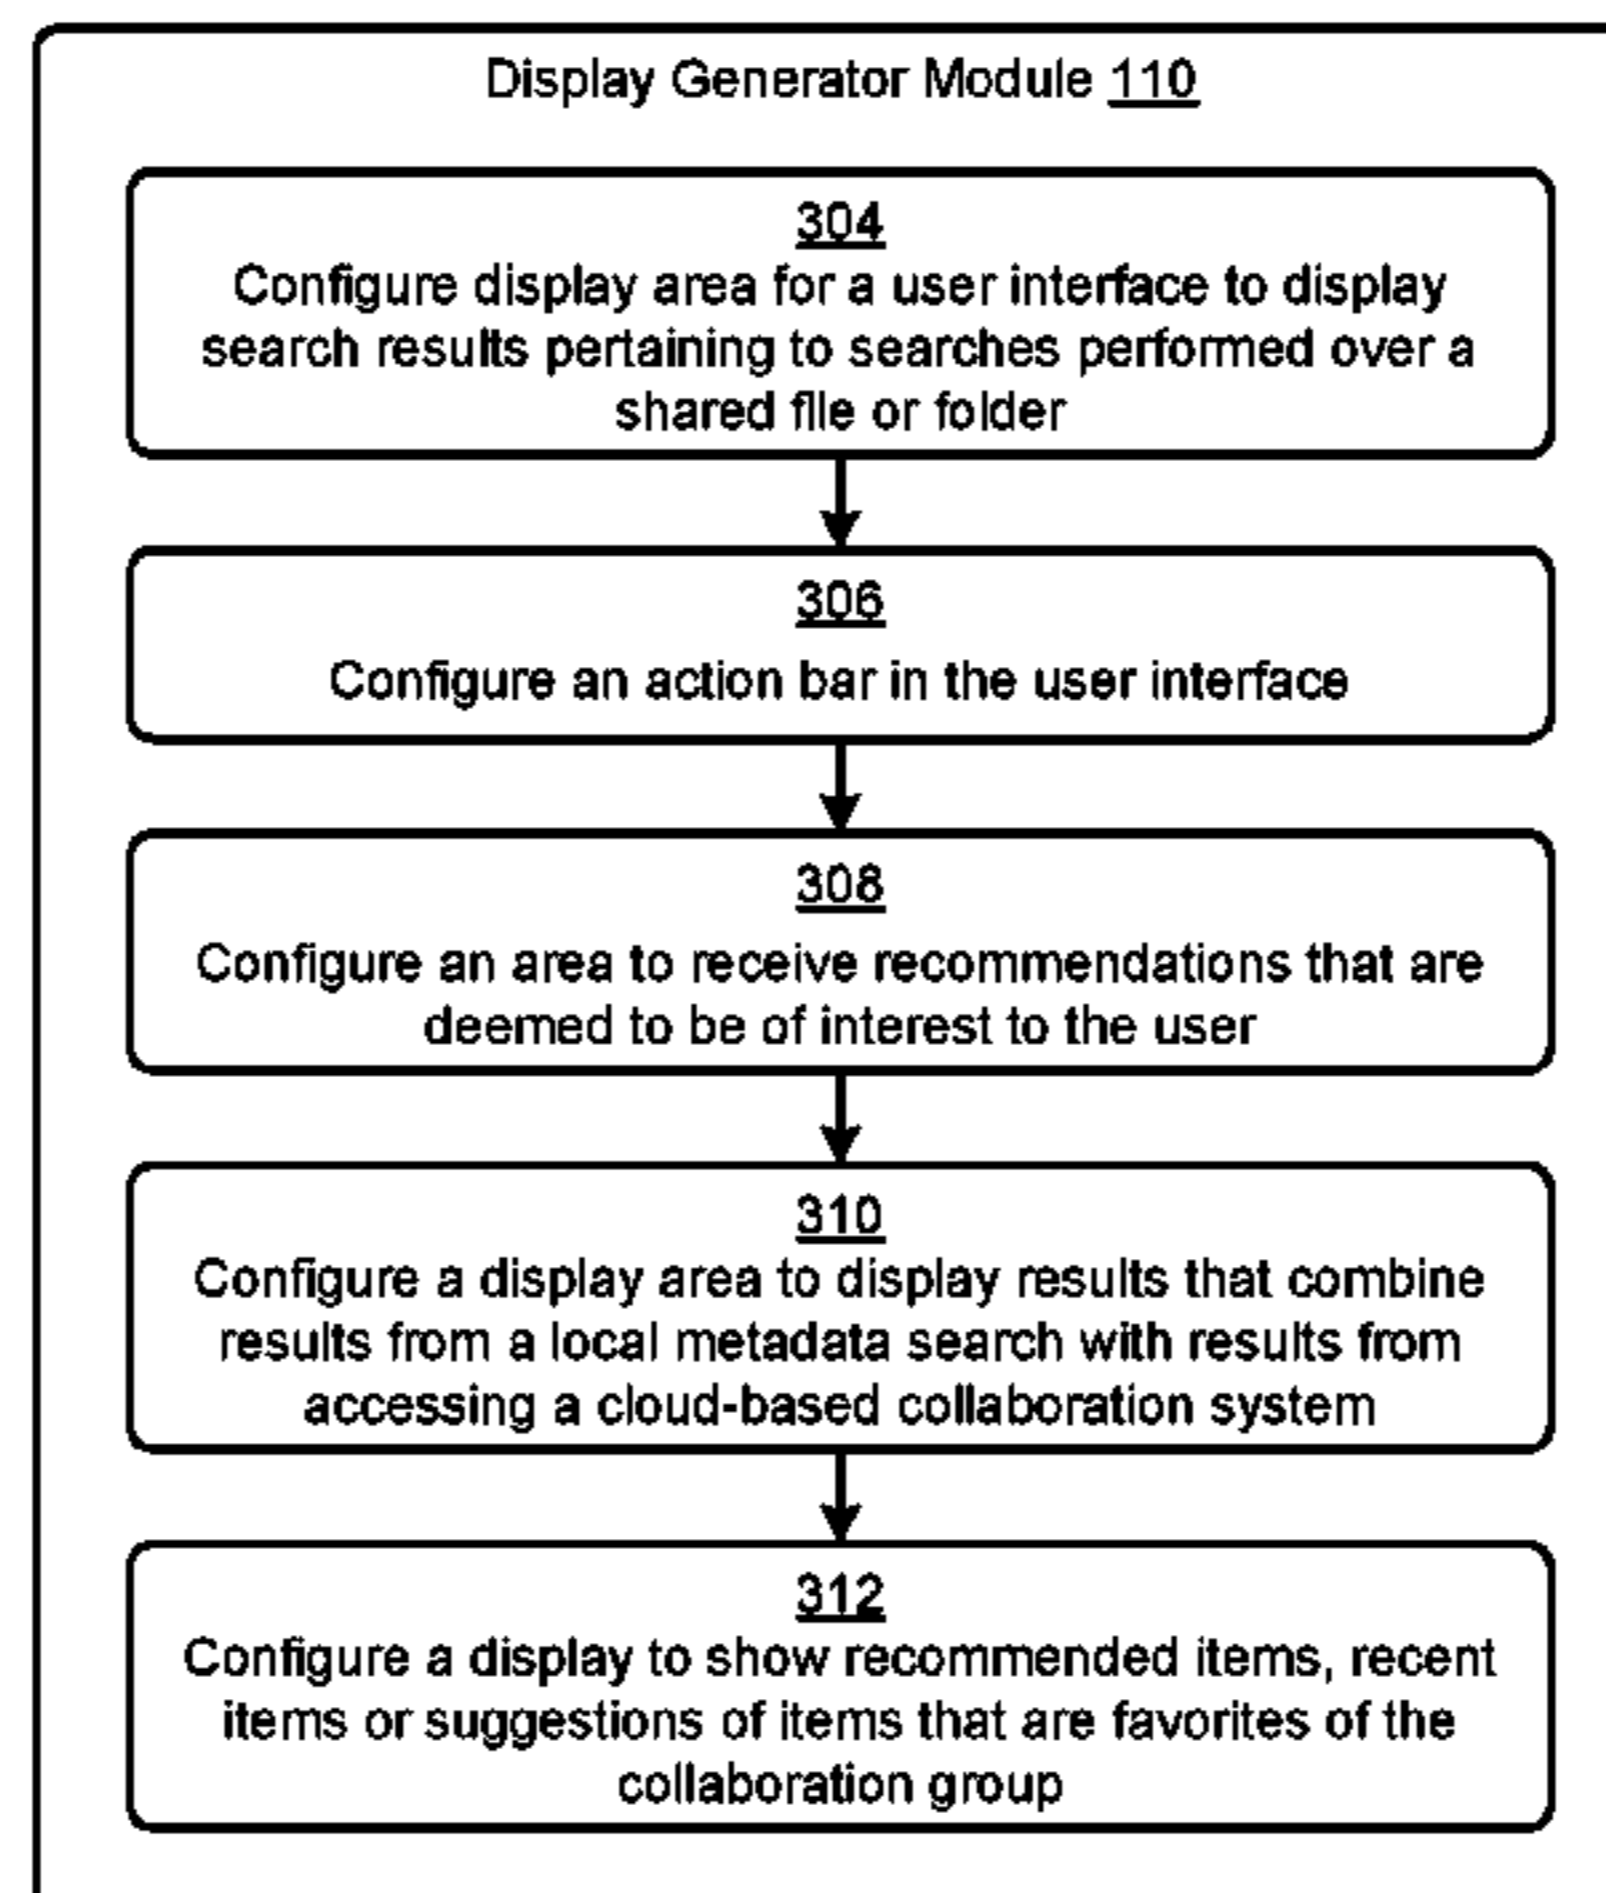 Display Generator Module 110
304
Configure display area for a user interface to display
search results pertaining to searches performed over a
shared file or folder
306
Configure an action bar in the user interface
308
Configure an area to receive recommendations that are
deemed to be of interest to the user
310
Configure a display area to display results that combine
results from a local metadata search with results from
accessing a cloud-based collaboration system
312
Configure a display to show recommended items, recent
items or suggestions of items that are favorites of the
collaboration group